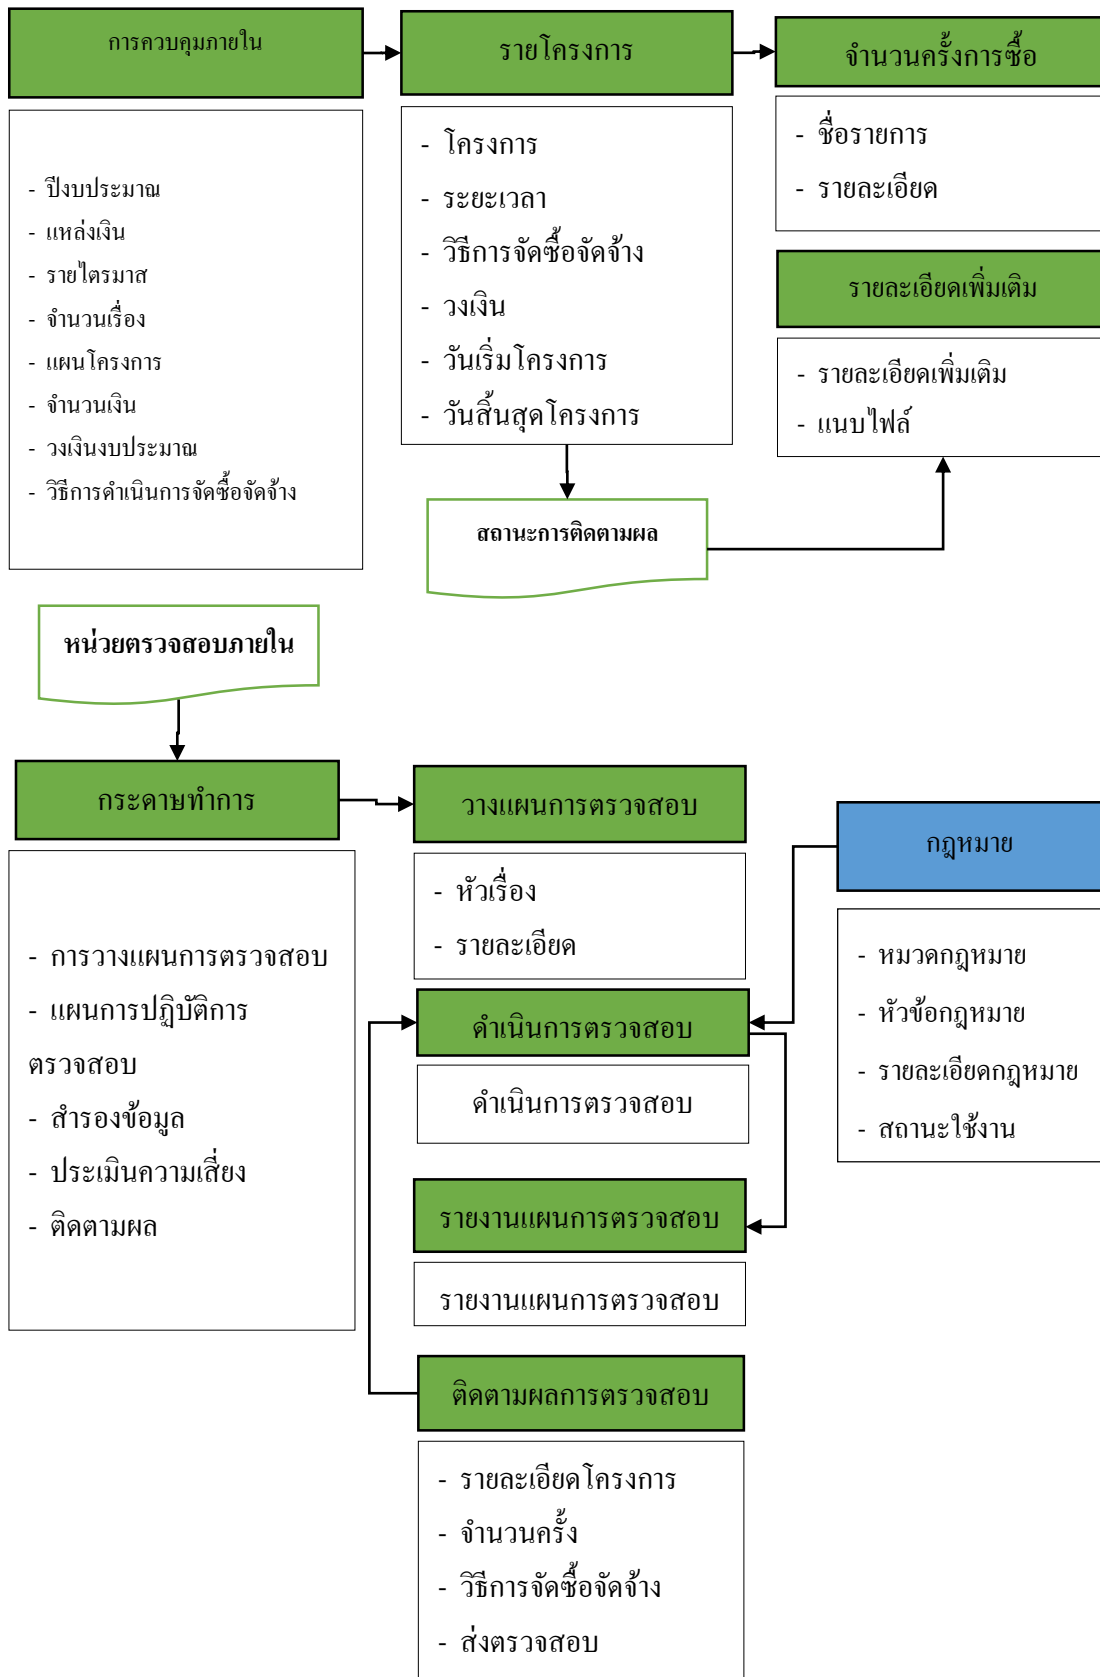 การควบคุมภายใน
- ปีงบประมาณ
- แหล่งเงิน
- รายไตรมาส
- จำนวนเรื่อง
- แผนโครงการ
- จำนวนเงิน
- วงเงินงบประมาณ
- วิธีการดำเนินการจัดซื้อจัดจ้าง
รายโครงการ
- โครงการ
- ระยะเวลา
- วิธีการจัดซื้อจัดจ้าง
- วงเงิน
- วันเริ่มโครงการ
- วันสิ้นสุดโครงการ
จำนวนครั้งการซื้อ
- ชื่อรายการ
- รายละเอียด
รายละเอียดเพิ่มเติม
- รายละเอียดเพิ่มเติม
- แนบไฟล์
สถานะการติดตามผล
หน่วยตรวจสอบภายใน
กระดาษทำการ
- การวางแผนการตรวจสอบ
- แผนการปฏิบัติการ
ตรวจสอบ
- สำรองข้อมูล
- ประเมินความเสี่ยง
- ติดตามผล
วางแผนการตรวจสอบ
- หัวเรื่อง
- รายละเอียด
ดำเนินการตรวจสอบ
ดำเนินการตรวจสอบ
รายงานแผนการตรวจสอบ
รายงานแผนการตรวจสอบ
ติดตามผลการตรวจสอบ
- รายละเอียดโครงการ
- จำนวนครั้ง
- วิธีการจัดซื้อจัดจ้าง
- ส่งตรวจสอบ
กฎหมาย
- หมวดกฎหมาย
- หัวข้อกฎหมาย
- รายละเอียดกฎหมาย
- สถานะใช้งาน